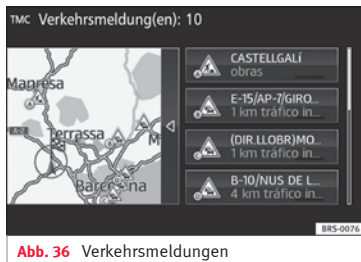 TMC Verkehrsmeldung(en): 10
CASTELLGALÍ
obras
Manresa
E-15/AP-7/GIRO...
1 km tráfico in...
A-2
Terrassa
M
(DIR.LLOBR)MO...
1 km tráfico in...
Barcelona
B-10/NUS DE L...
4 km tráfico in...
BRS-0076
Abb. 36 Verkehrsmeldungen